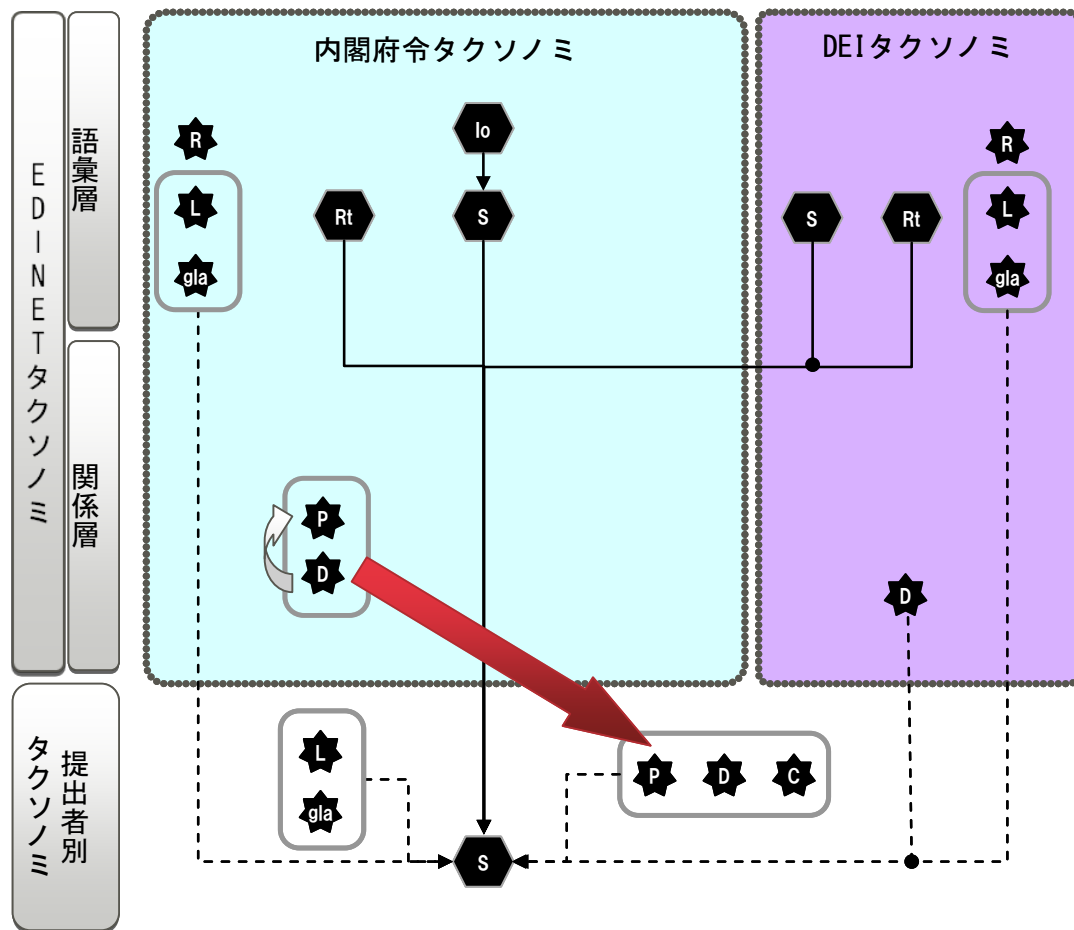 内閣府令タクソノミ
DEIタクソノミ
EDINETタクソノミ
語彙層
関係層
提出者別
タクソノミ
R
L
gla
Io
Rt
S
S
Rt
R
L
gla
P
D
D
L
gla
P D C
S